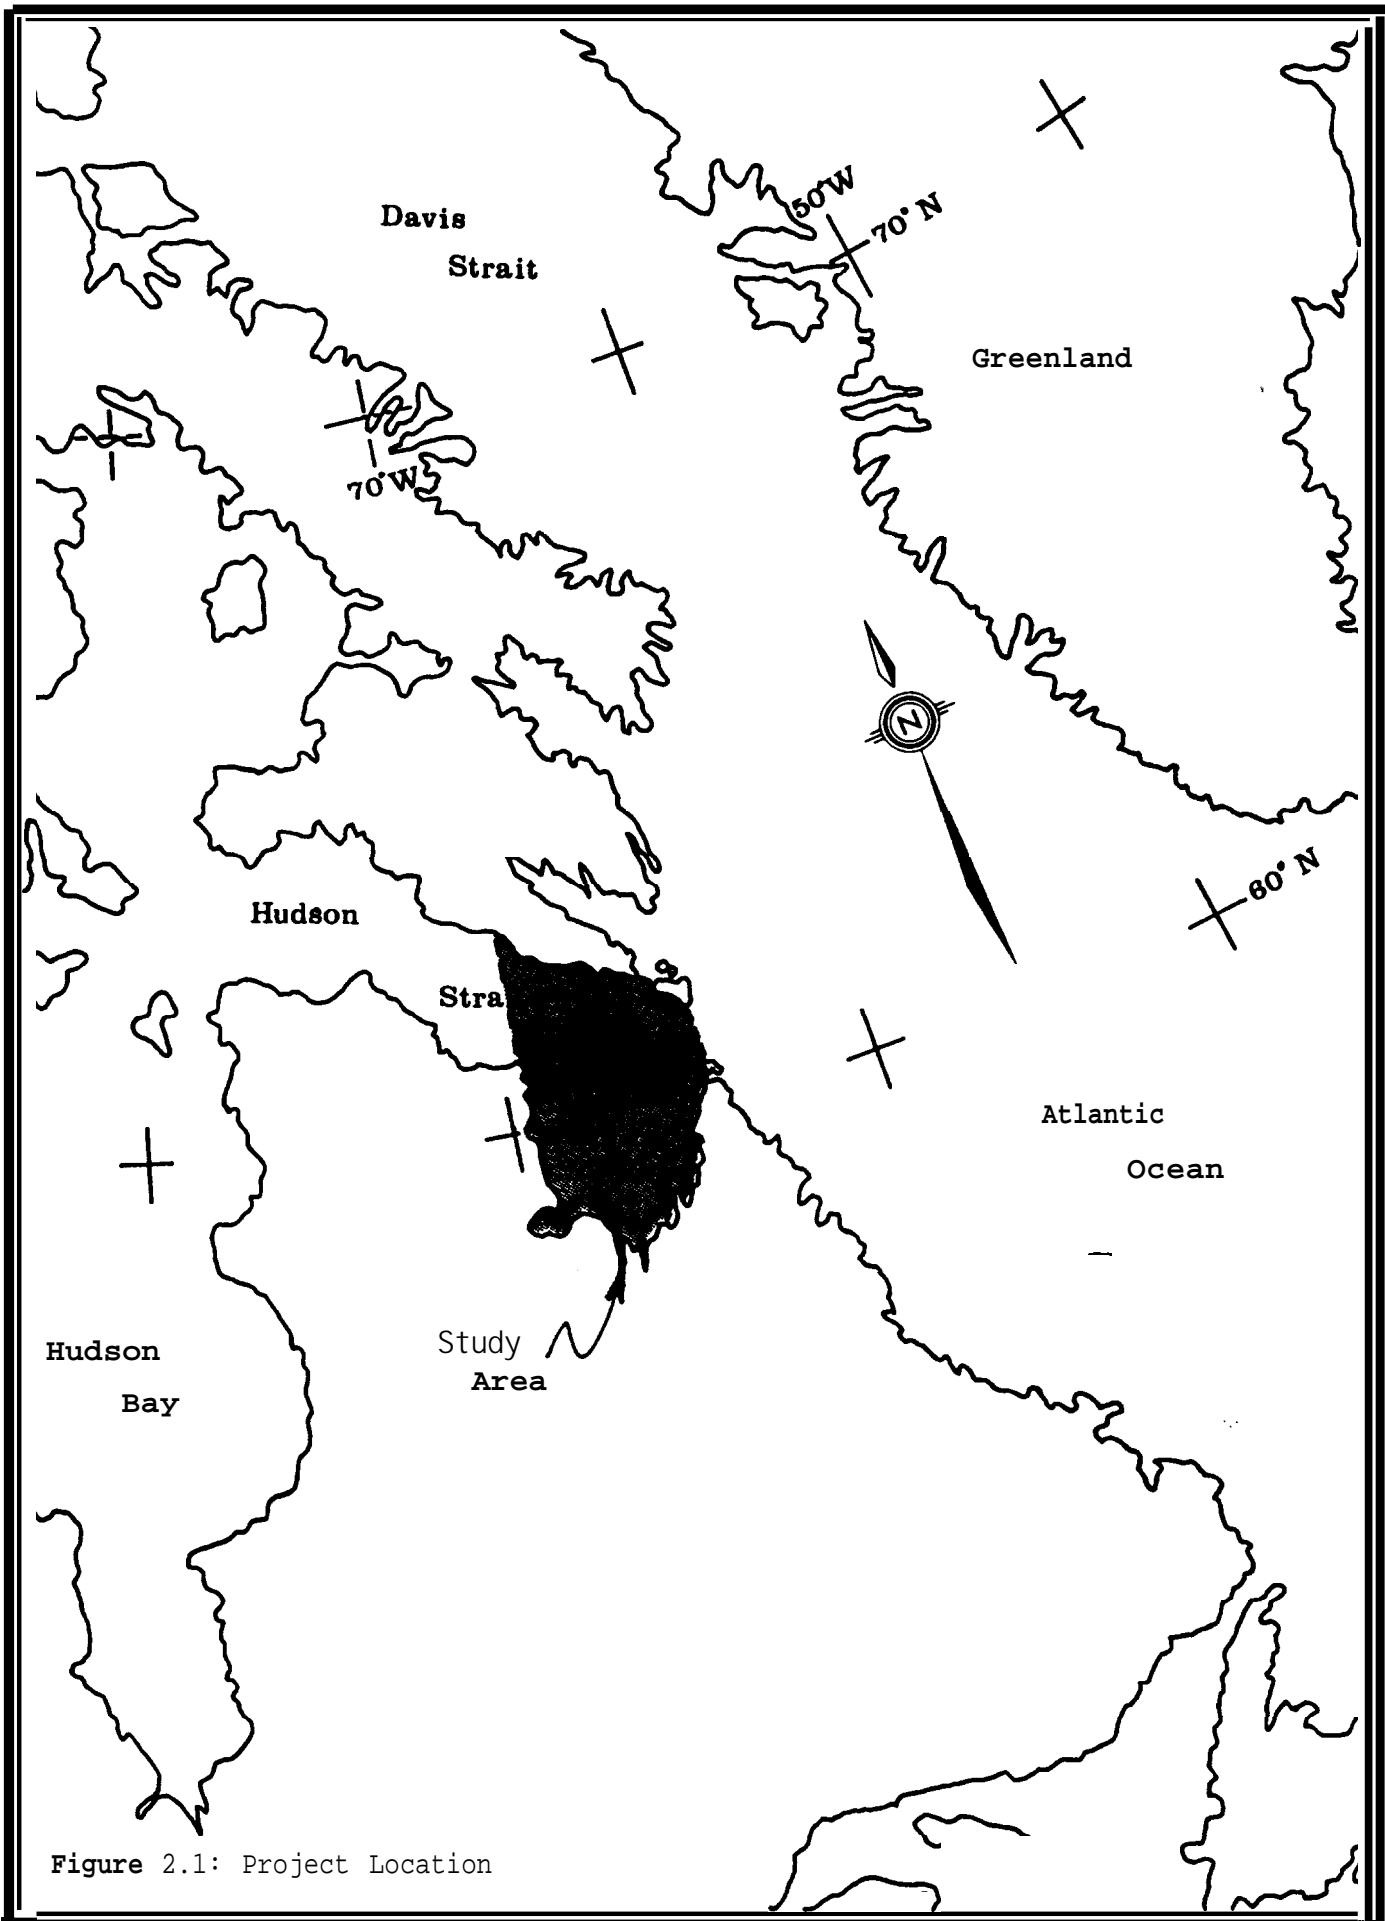 50°W
70° N
Davis
Strait
Greenland
70°W
N
60° N
Hudson
Stra
Atlantic
Ocean
Study
Area
Hudson
Bay
Figure 2.1: Project Location